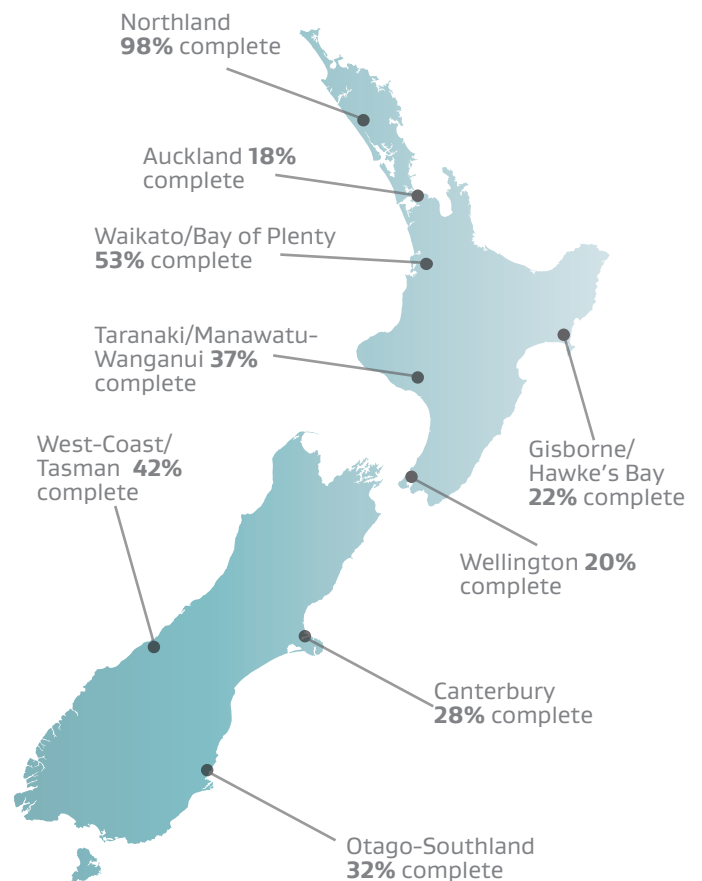 Northland
98% complete
Auckland 18%
complete
Waikato/Bay of Plenty
53% complete
Taranaki/Manawatu-
Wanganui 37%
complete
West-Coast/
Tasman 42%
complete
Gisborne/
Hawke’s Bay
22% complete
Wellington 20%
complete
Canterbury
28% complete
Otago-Southland
32% complete